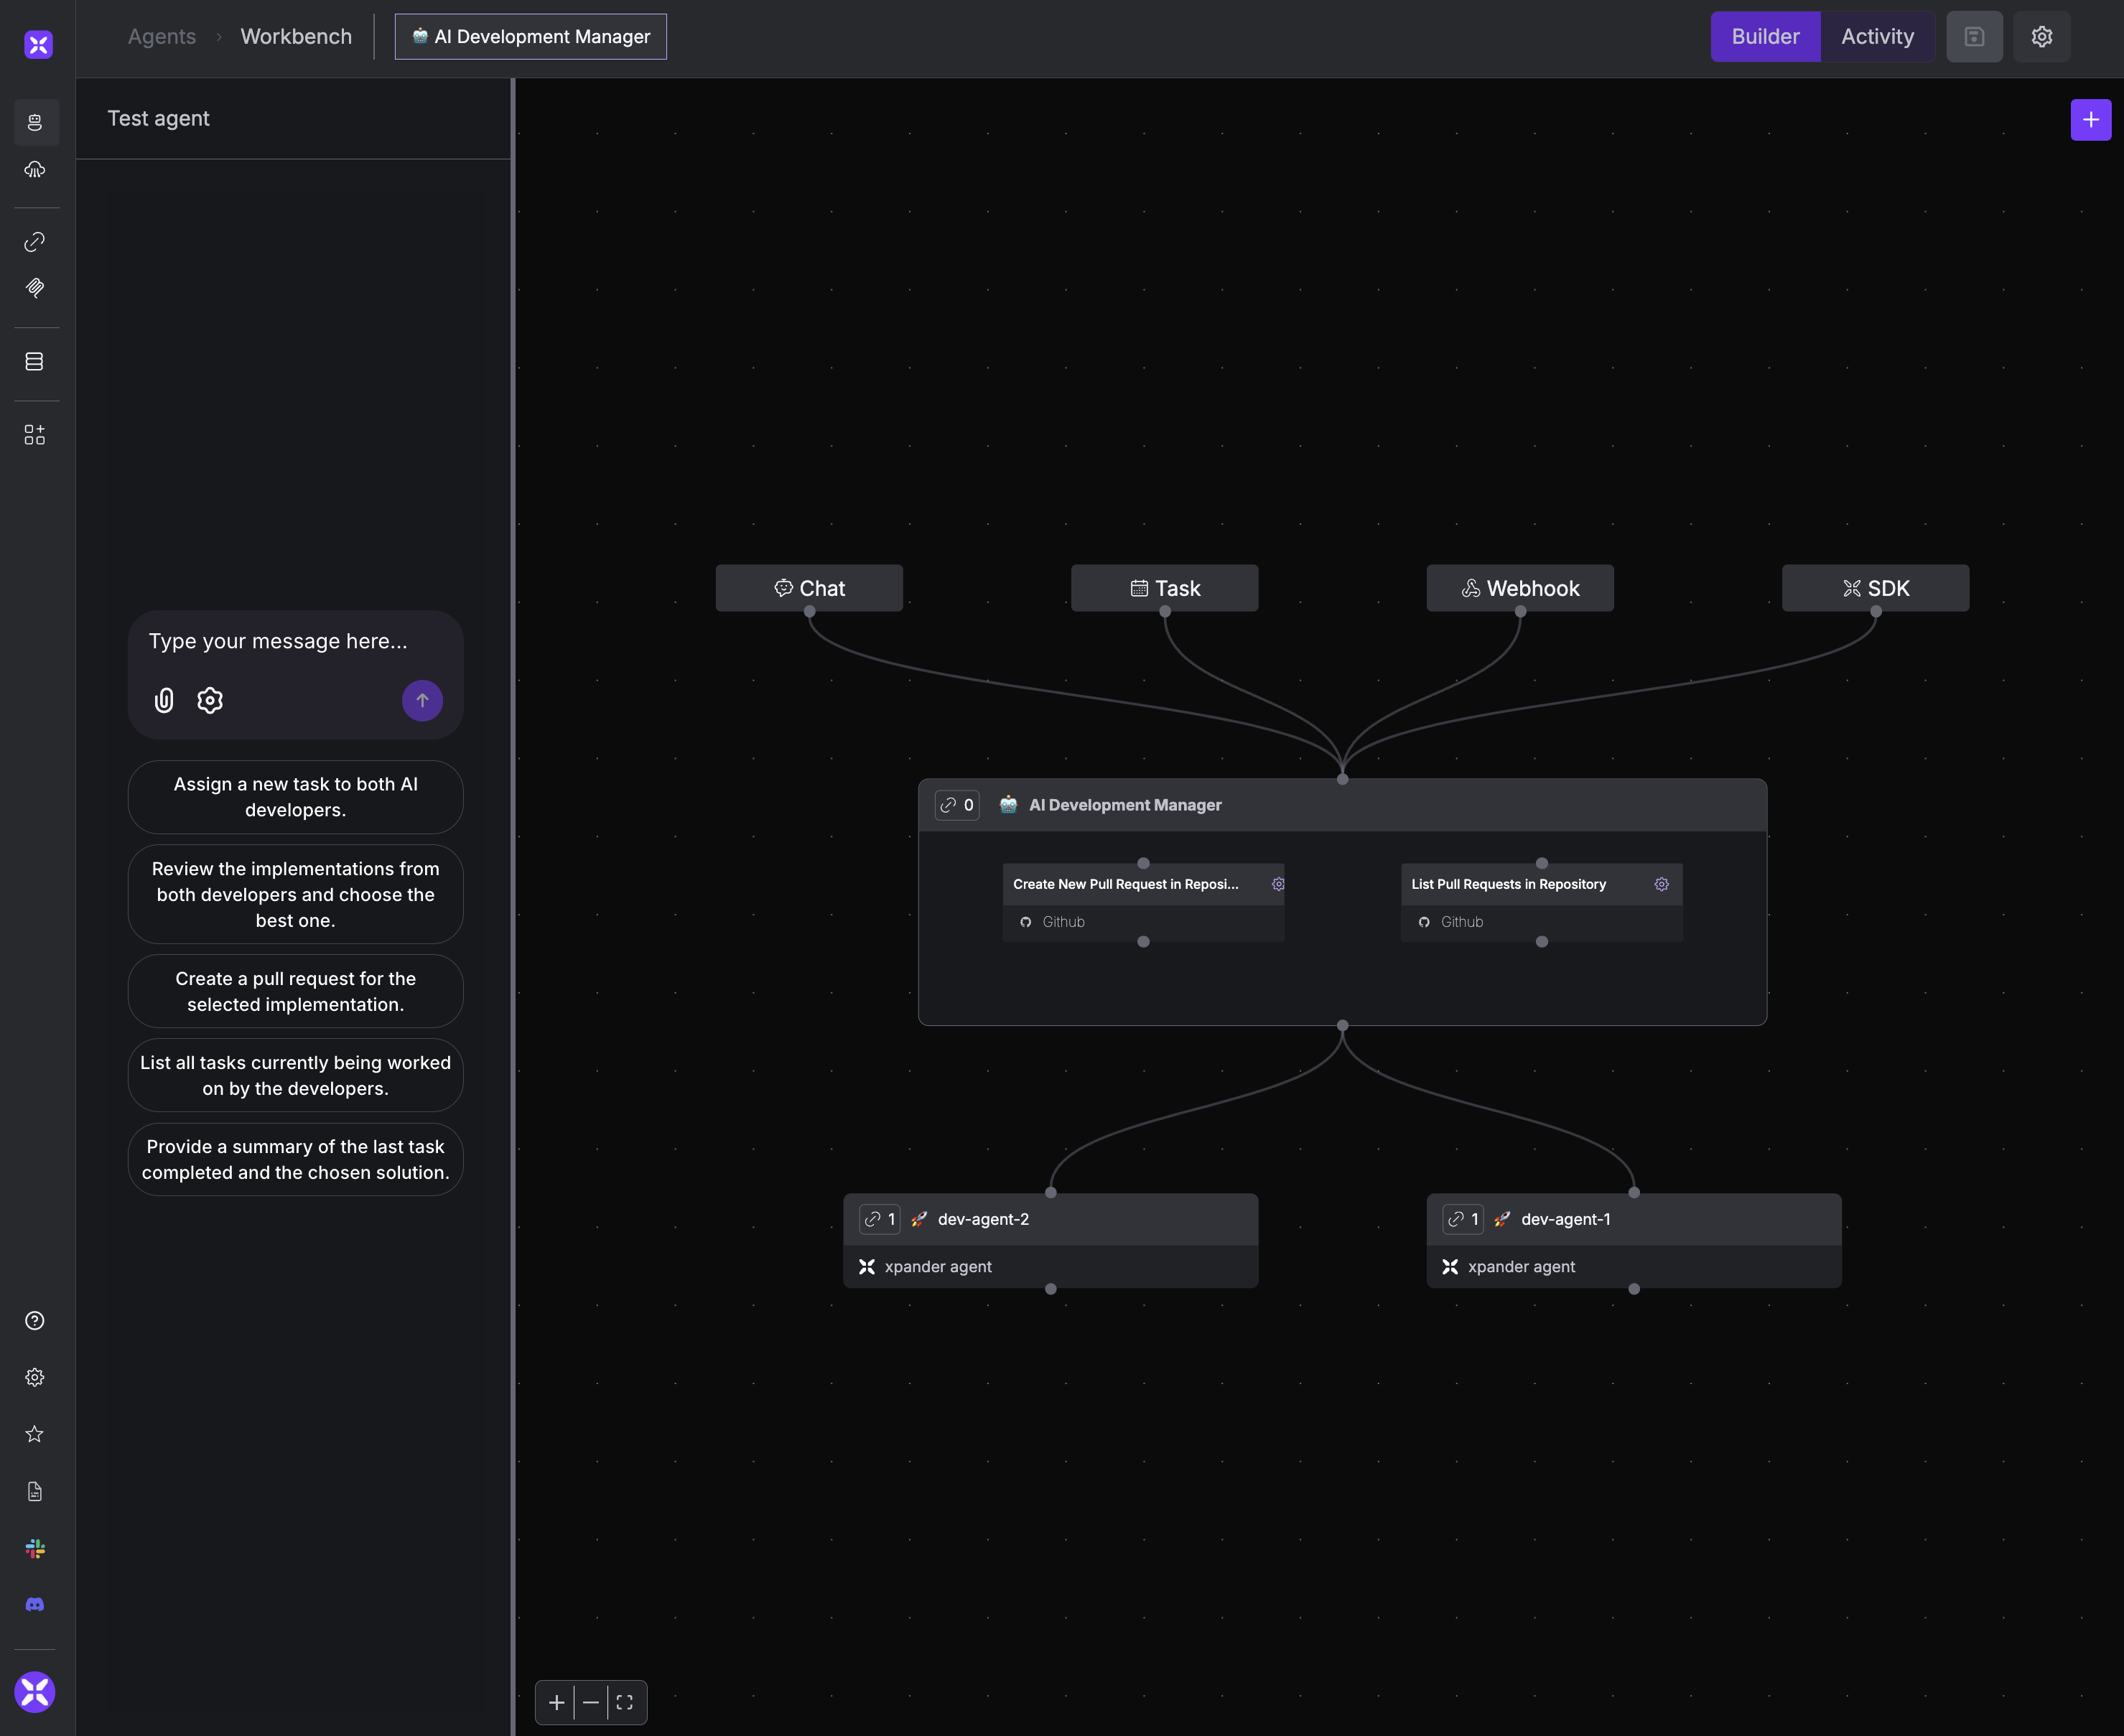 Agents › Workbench
AI Development Manager
Builder
Activity
Test agent
Type your message here...
Assign a new task to both AI
developers.
Review the implementations from
both developers and choose the
best one.
Create a pull request for the
selected implementation.
List all tasks currently being worked
on by the developers.
Provide a summary of the last task
completed and the chosen solution.
Chat
Task
Webhook
SDK
0 AI Development Manager
Create New Pull Request in Reposi...
Github
List Pull Requests in Repository
Github
1 dev-agent-2
xpander agent
1 dev-agent-1
xpander agent